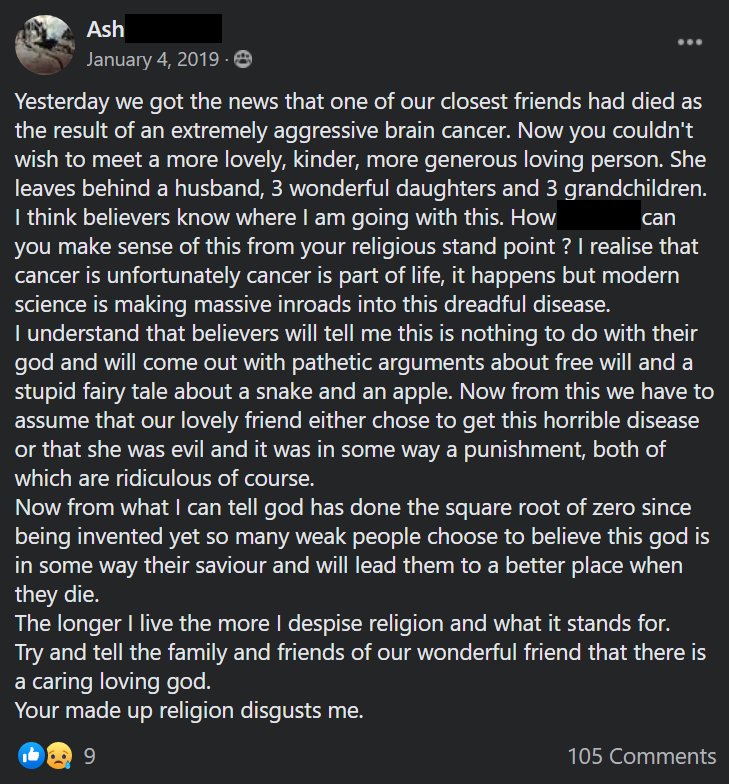 Ash
January 4, 2019 ·
Yesterday we got the news that one of our closest friends had died as
the result of an extremely aggressive brain cancer. Now you couldn't
wish to meet a more lovely, kinder, more generous loving person. She
leaves behind a husband, 3 wonderful daughters and 3 grandchildren.
I think believers know where I am going with this. How can
you make sense of this from your religious stand point ? I realise that
cancer is unfortunately cancer is part of life, it happens but modern
science is making massive inroads into this dreadful disease.
I understand that believers will tell me this is nothing to do with their
god and will come out with pathetic arguments about free will and a
stupid fairy tale about a snake and an apple. Now from this we have to
assume that our lovely friend either chose to get this horrible disease
or that she was evil and it was in some way a punishment, both of
which are ridiculous of course.
Now from what I can tell god has done the square root of zero since
being invented yet so many weak people choose to believe this god is
in some way their saviour and will lead them to a better place when
they die.
The longer I live the more I despise religion and what it stands for.
Try and tell the family and friends of our wonderful friend that there is
a caring loving god.
Your made up religion disgusts me.
9
105 Comments